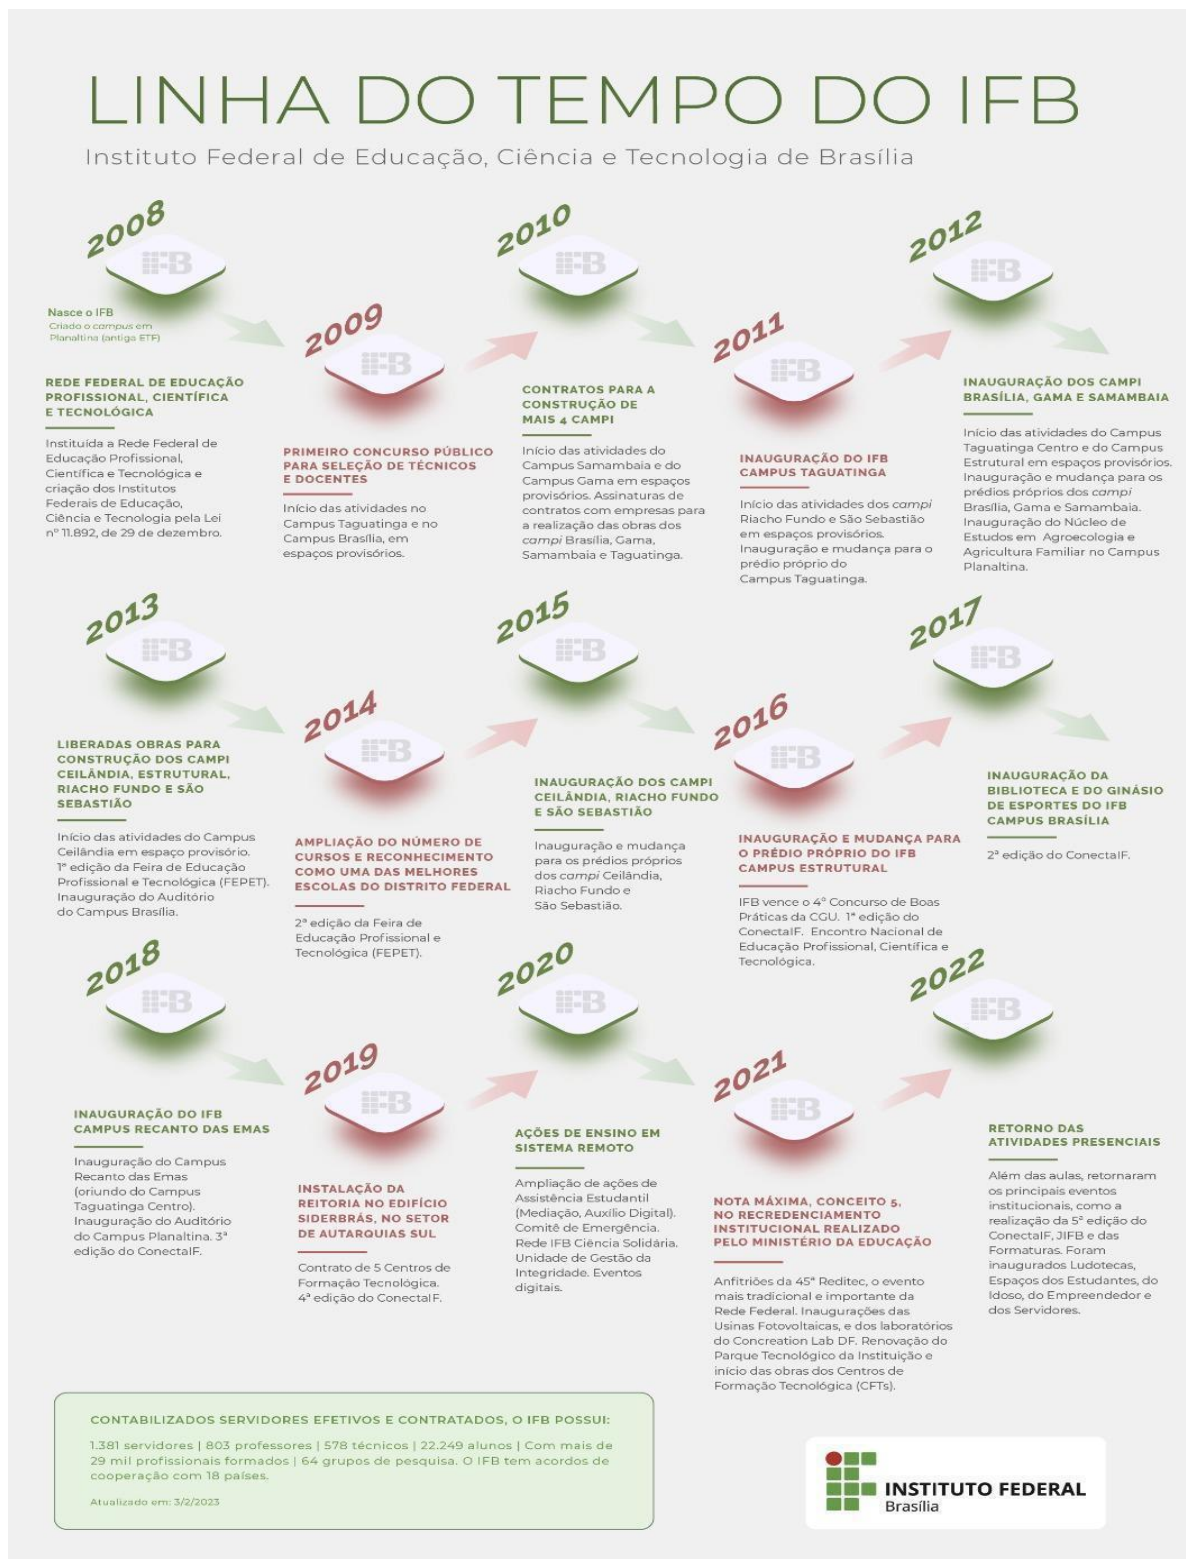 LINHA DO TEMPO DO IFB
Instituto Federal de Educação, Ciência e Tecnologia de Brasília
2008
IFB
Nasce o IFB
Criado o campus em
Planaltina (antiga ETF)
REDE FEDERAL DE EDUCAÇÃO
PROFISSIONAL, CIENTÍFICA
E TECNOLÓGICA
Instituída a Rede Federal de
Educação Profissional,
Científica e Tecnológica e
criação dos Institutos
Federais de Educação,
Ciência e Tecnologia pela Lei
nº 11.892, de 29 de dezembro.
2009
IFB
PRIMEIRO CONCURSO PÚBLICO
PARA SELEÇÃO DE TÉCNICOS
E DOCENTES
Início das atividades no
Campus Taguatinga e no
Campus Brasília, em
espaços provisórios.
2010
IFB
CONTRATOS PARA A
CONSTRUÇÃO DE
MAIS 4 CAMPI
Início das atividades do
Campus Samambaia e do
Campus Gama em espaços
provisórios. Assinaturas de
contratos com empresas para
a realização das obras dos
campi Brasília, Gama,
Samambaia e Taguatinga.
2011
IFB
INAUGURAÇÃO DO IFB
CAMPUS TAGUATINGA
Início das atividades dos campi
Riacho Fundo e São Sebastião
em espaços provisórios.
Inauguração e mudança para o
prédio próprio do
Campus Taguatinga.
2012
IFB
INAUGURAÇÃO DOS CAMPI
BRASÍLIA, GAMA E SAMAMBAIA
Início das atividades do Campus
Taguatinga Centro e do Campus
Estrutural em espaços provisórios.
Inauguração e mudança para os
prédios próprios dos campi
Brasília, Gama e Samambaia.
Inauguração do Núcleo de
Estudos em Agroecologia e
Agricultura Familiar no Campus
Planaltina.
2013
IFB
LIBERADAS OBRAS PARA
CONSTRUÇÃO DOS CAMPI
CEILÂNDIA, ESTRUTURAL,
RIACHO FUNDO E SÃO
SEBASTIÃO
Início das atividades do Campus
Ceilândia em espaço provisório.
1ª edição da Feira de Educação
Profissional e Tecnológica (FEPET).
Inauguração do Auditório
do Campus Brasília.
2014
IFB
AMPLIAÇÃO DO NÚMERO DE
CURSOS E RECONHECIMENTO
COMO UMA DAS MELHORES
ESCOLAS DO DISTRITO FEDERAL
2ª edição da Feira de
Educação Profissional e
Tecnológica (FEPET).
2015
IFB
INAUGURAÇÃO DOS CAMPI
CEILÂNDIA, RIACHO FUNDO
E SÃO SEBASTIÃO
Inauguração e mudança
para os prédios próprios
dos campi Ceilândia,
Riacho Fundo e
São Sebastião.
2016
IFB
INAUGURAÇÃO E MUDANÇA PARA
O PRÉDIO PRÓPRIO DO IFB
CAMPUS ESTRUTURAL
IFB vence o 4º Concurso de Boas
Práticas da CGU. 1ª edição do
ConectaIF. Encontro Nacional de
Educação Profissional, Científica e
Tecnológica.
2017
IFB
INAUGURAÇÃO DA
BIBLIOTECA E DO GINÁSIO
DE ESPORTES DO IFB
CAMPUS BRASÍLIA
2ª edição do ConectaIF.
2018
IFB
INAUGURAÇÃO DO IFB
CAMPUS RECANTO DAS EMAS
Inauguração do Campus
Recanto das Emas
(oriundo do Campus
Taguatinga Centro).
Inauguração do Auditório
do Campus Planaltina. 3ª
edição do ConectaIF.
2019
IFB
INSTALAÇÃO DA
REITORIA NO EDIFÍCIO
SIDERBRÁS, NO SETOR
DE AUTARQUIAS SUL
Contrato de 5 Centros de
Formação Tecnológica.
4ª edição do ConectaIF.
2020
IFB
AÇÕES DE ENSINO EM
SISTEMA REMOTO
Ampliação de ações de
Assistência Estudantil
(Mediação, Auxílio Digital).
Comitê de Emergência.
Rede IFB Ciência Solidária.
Unidade de Gestão da
Integridade. Eventos
digitais.
2021
IFB
NOTA MÁXIMA, CONCEITO 5,
NO RECREDENCIAMENTO
INSTITUCIONAL REALIZADO
PELO MINISTÉRIO DA EDUCAÇÃO
Anfitriões da 45ª Reditec, o evento
mais tradicional e importante da
Rede Federal. Inaugurações das
Usinas Fotovoltaicas, e dos laboratórios
do Concreation Lab DF. Renovação do
Parque Tecnológico da Instituição e
início das obras dos Centros de
Formação Tecnológica (CFTs).
2022
IFB
RETORNO DAS
ATIVIDADES PRESENCIAIS
Além das aulas, retornaram
os principais eventos
institucionais, como a
realização da 5ª edição do
ConectaIF, JIFB e das
Formaturas. Foram
inaugurados Ludotecas,
Espaços dos Estudantes, do
Idoso, do Empreendedor e
dos Servidores.
CONTABILIZADOS SERVIDORES EFETIVOS E CONTRATADOS, O IFB POSSUI:
1.381 servidores | 803 professores | 578 técnicos | 22.249 alunos | Com mais de
29 mil profissionais formados | 64 grupos de pesquisa. O IFB tem acordos de
cooperação com 18 países.
Atualizado em: 3/2/2023
INSTITUTO FEDERAL
Brasília